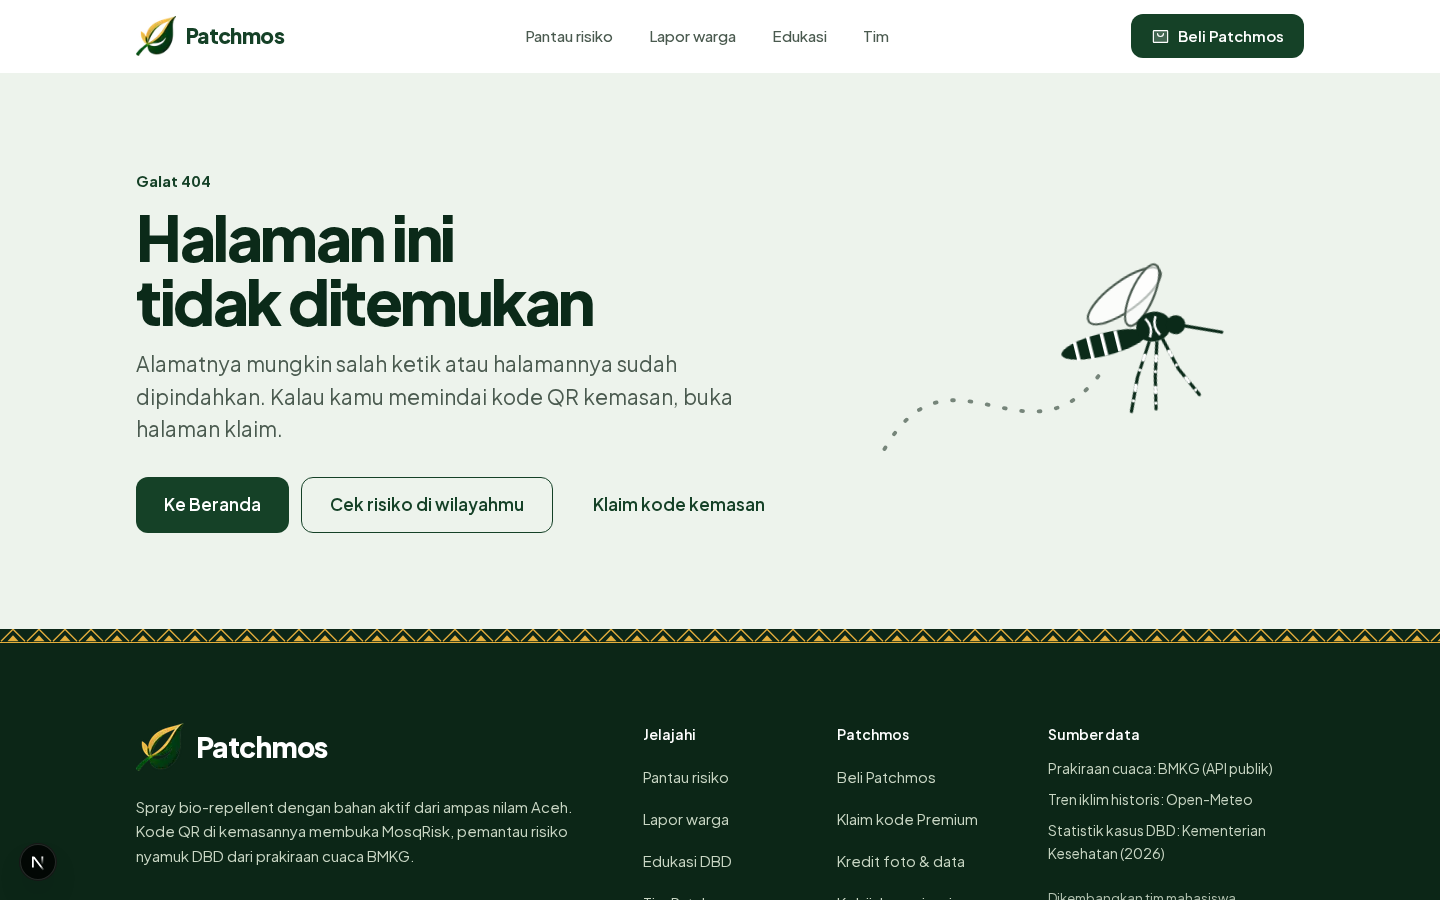 Patchmos
Pantau risiko
Lapor warga
Edukasi
Tim
Beli Patchmos
Galat 404
Halaman ini
tidak ditemukan
Alamatnya mungkin salah ketik atau halamannya sudah
dipindahkan. Kalau kamu memindai kode QR kemasan, buka
halaman klaim.
Ke Beranda
Cek risiko di wilayahmu
Klaim kode kemasan
Patchmos
Spray bio-repellent dengan bahan aktif dari ampas nilam Aceh.
Kode QR di kemasannya membuka MosqRisk, pemantau risiko
nyamuk DBD dari prakiraan cuaca BMKG.
Jelajahi
Pantau risiko
Lapor warga
Edukasi DBD
Patchmos
Beli Patchmos
Klaim kode Premium
Kredit foto & data
Sumber data
Prakiraan cuaca: BMKG (API publik)
Tren iklim historis: Open-Meteo
Statistik kasus DBD: Kementerian
Kesehatan (2026)
Dikembangkan tim mahasiswa
N